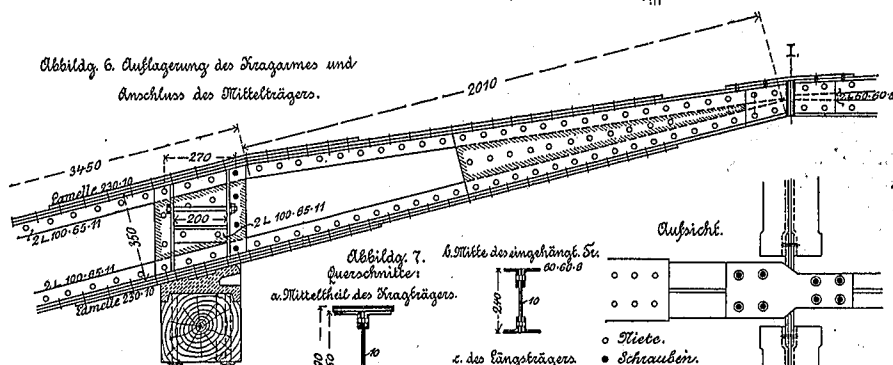 Abbildg. 6. Auflagerung des Kragarmes und
Anschluss des Mittelträgers.
2010
I.
3450
270
Lamelle 230·10
2 L 100·65·11
200
350
2 L 100·65·11
2 L 100·65·11
Lamelle 230·10
Abbildg. 7.
Querschnitte:
a. Mitteltheil des Kragträgers.
10
b. Mitte des eingehängt. Tr.
60·60·8
240
10
c. des Längsträgers
Aufsicht.
○ Niete.
● Schrauben.